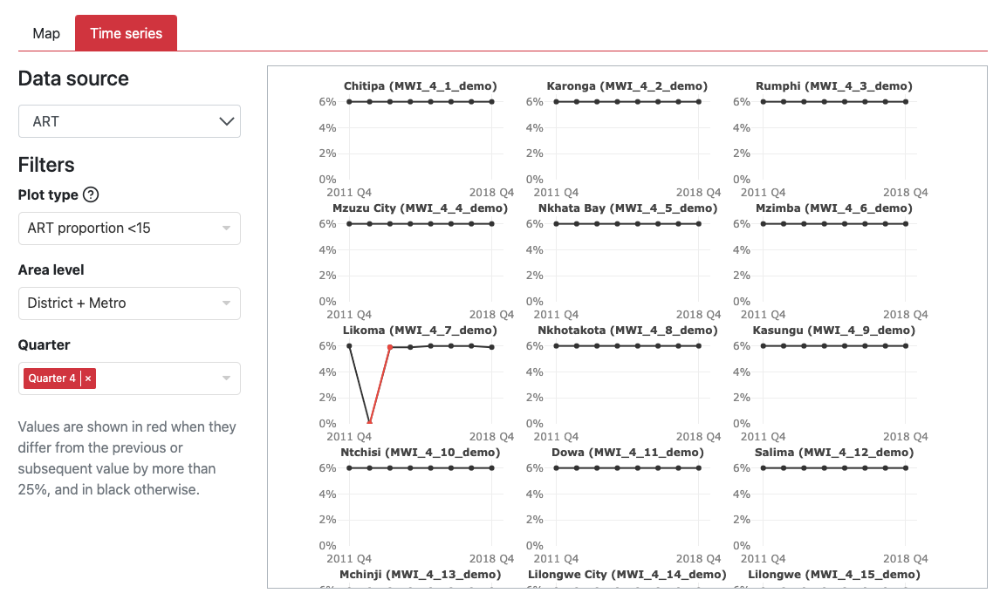 Map
Time series
Data source
ART
Filters
Plot type ?
ART proportion <15
Area level
District + Metro
Quarter
Quarter 4 ×
Values are shown in red when they
differ from the previous or
subsequent value by more than
25%, and in black otherwise.
Chitipa (MWI_4_1_demo)
6%
4%
2%
0%
2011 Q4 2018 Q4
Karonga (MWI_4_2_demo)
6%
4%
2%
0%
2011 Q4 2018 Q4
Rumphi (MWI_4_3_demo)
6%
4%
2%
0%
2011 Q4 2018 Q4
Mzuzu City (MWI_4_4_demo)
6%
4%
2%
0%
2011 Q4 2018 Q4
Nkhata Bay (MWI_4_5_demo)
6%
4%
2%
0%
2011 Q4 2018 Q4
Mzimba (MWI_4_6_demo)
6%
4%
2%
0%
2011 Q4 2018 Q4
Likoma (MWI_4_7_demo)
6%
4%
2%
0%
2011 Q4 2018 Q4
Nkhotakota (MWI_4_8_demo)
6%
4%
2%
0%
2011 Q4 2018 Q4
Kasungu (MWI_4_9_demo)
6%
4%
2%
0%
2011 Q4 2018 Q4
Ntchisi (MWI_4_10_demo)
6%
4%
2%
0%
2011 Q4 2018 Q4
Dowa (MWI_4_11_demo)
6%
4%
2%
0%
2011 Q4 2018 Q4
Salima (MWI_4_12_demo)
6%
4%
2%
0%
2011 Q4 2018 Q4
Mchinji (MWI_4_13_demo)
Lilongwe City (MWI_4_14_demo)
Lilongwe (MWI_4_15_demo)